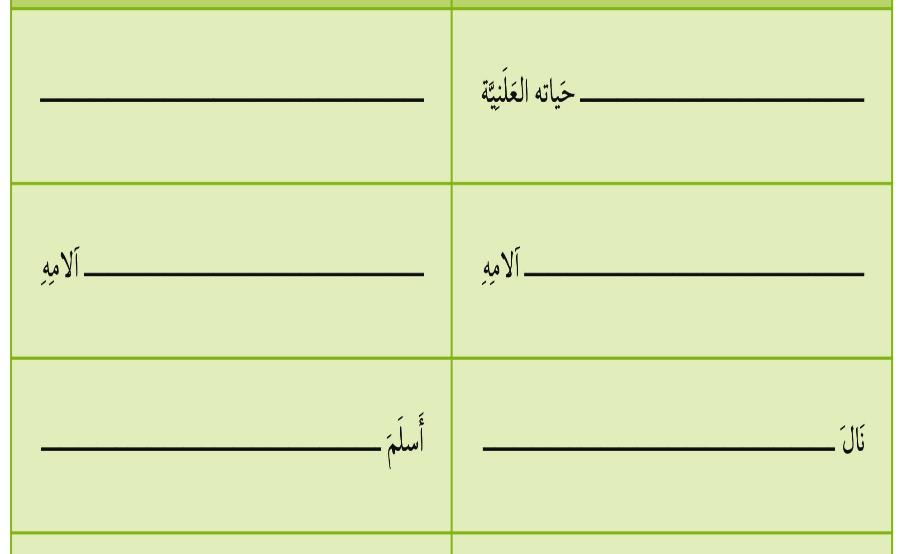 حَياته العَلَنيَّة
آلامِهِ
آلامِهِ
نَالَ
أَسلَمَ